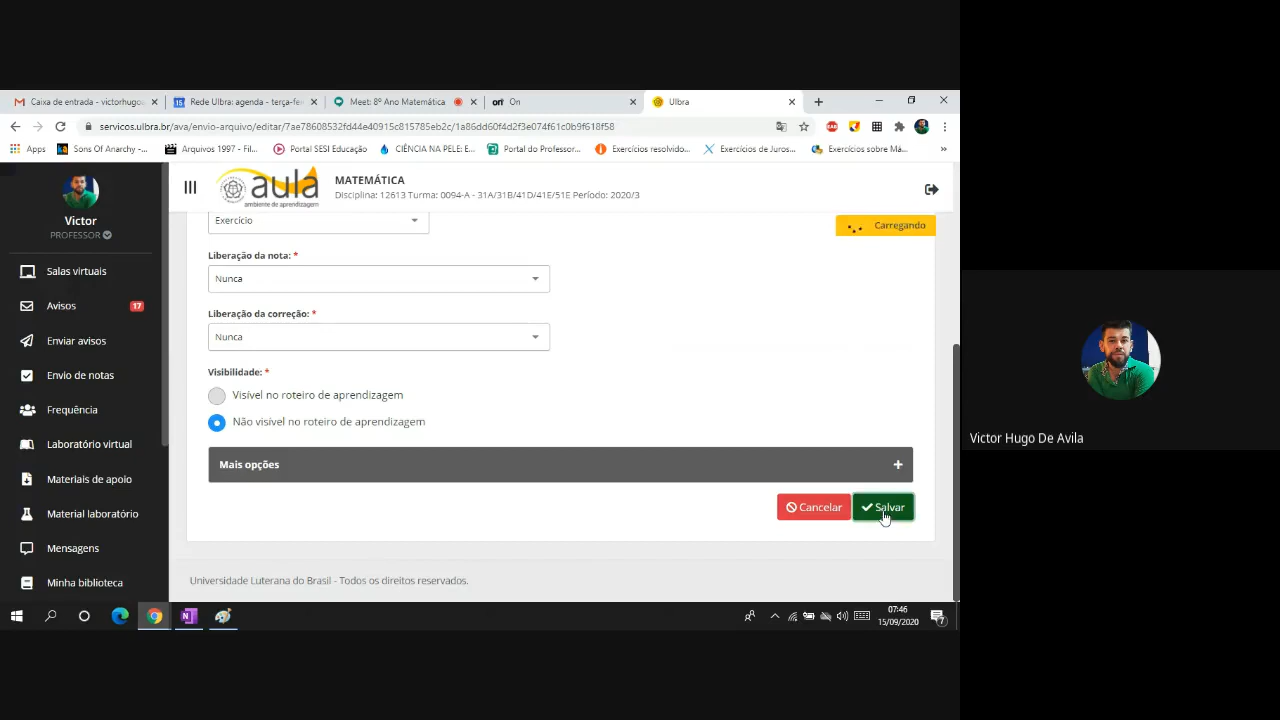 Caixa de entrada - victorhugos
Rede Ulbra: agenda - terça-fei
Meet: 8º Ano Matemática
On
Ulbra
servicos.ulbra.br/ava/envio-arquivo/editar/7ae78608532fd44e40915c815785eb2c/1a86dd60f4d2f3e074f61c0b9f618f58
Apps
Sons Of Anarchy -...
Arquivos 1997 - Fil...
Portal SESI Educação
CIÊNCIA NA PELE: E...
Portal do Professor...
Exercícios resolvido...
Exercícios de Juros...
Exercícios sobre Má...
»
Victor
PROFESSOR
Salas virtuais
Avisos
17
Enviar avisos
Envio de notas
Frequência
Laboratório virtual
Materiais de apoio
Material laboratório
Mensagens
Minha biblioteca
aula
ambiente de aprendizagem
MATEMÁTICA
Disciplina: 12613 Turma: 0094-A - 31A/31B/41D/41E/51E Período: 2020/3
Exercício
Carregando
Liberação da nota: *
Nunca
Liberação da correção: *
Nunca
Visibilidade: *
Visível no roteiro de aprendizagem
Não visível no roteiro de aprendizagem
Mais opções
Cancelar
Salvar
Universidade Luterana do Brasil - Todos os direitos reservados.
07:46
15/09/2020
7
Victor Hugo De Avila